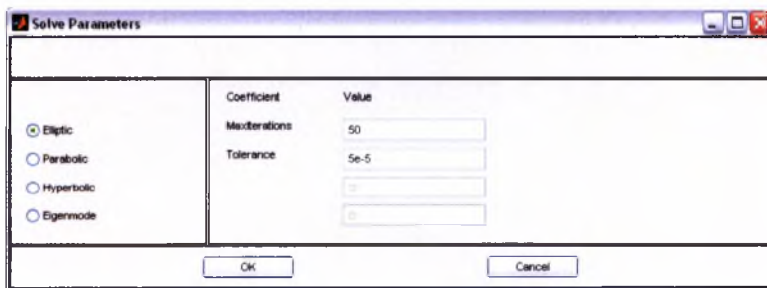 Solve Parameters
Coefficient Value
MaxIterations 50
Tolerance 5e-5
Elliptic
Parabolic
Hyperbolic
Eigenmode
OK Cancel